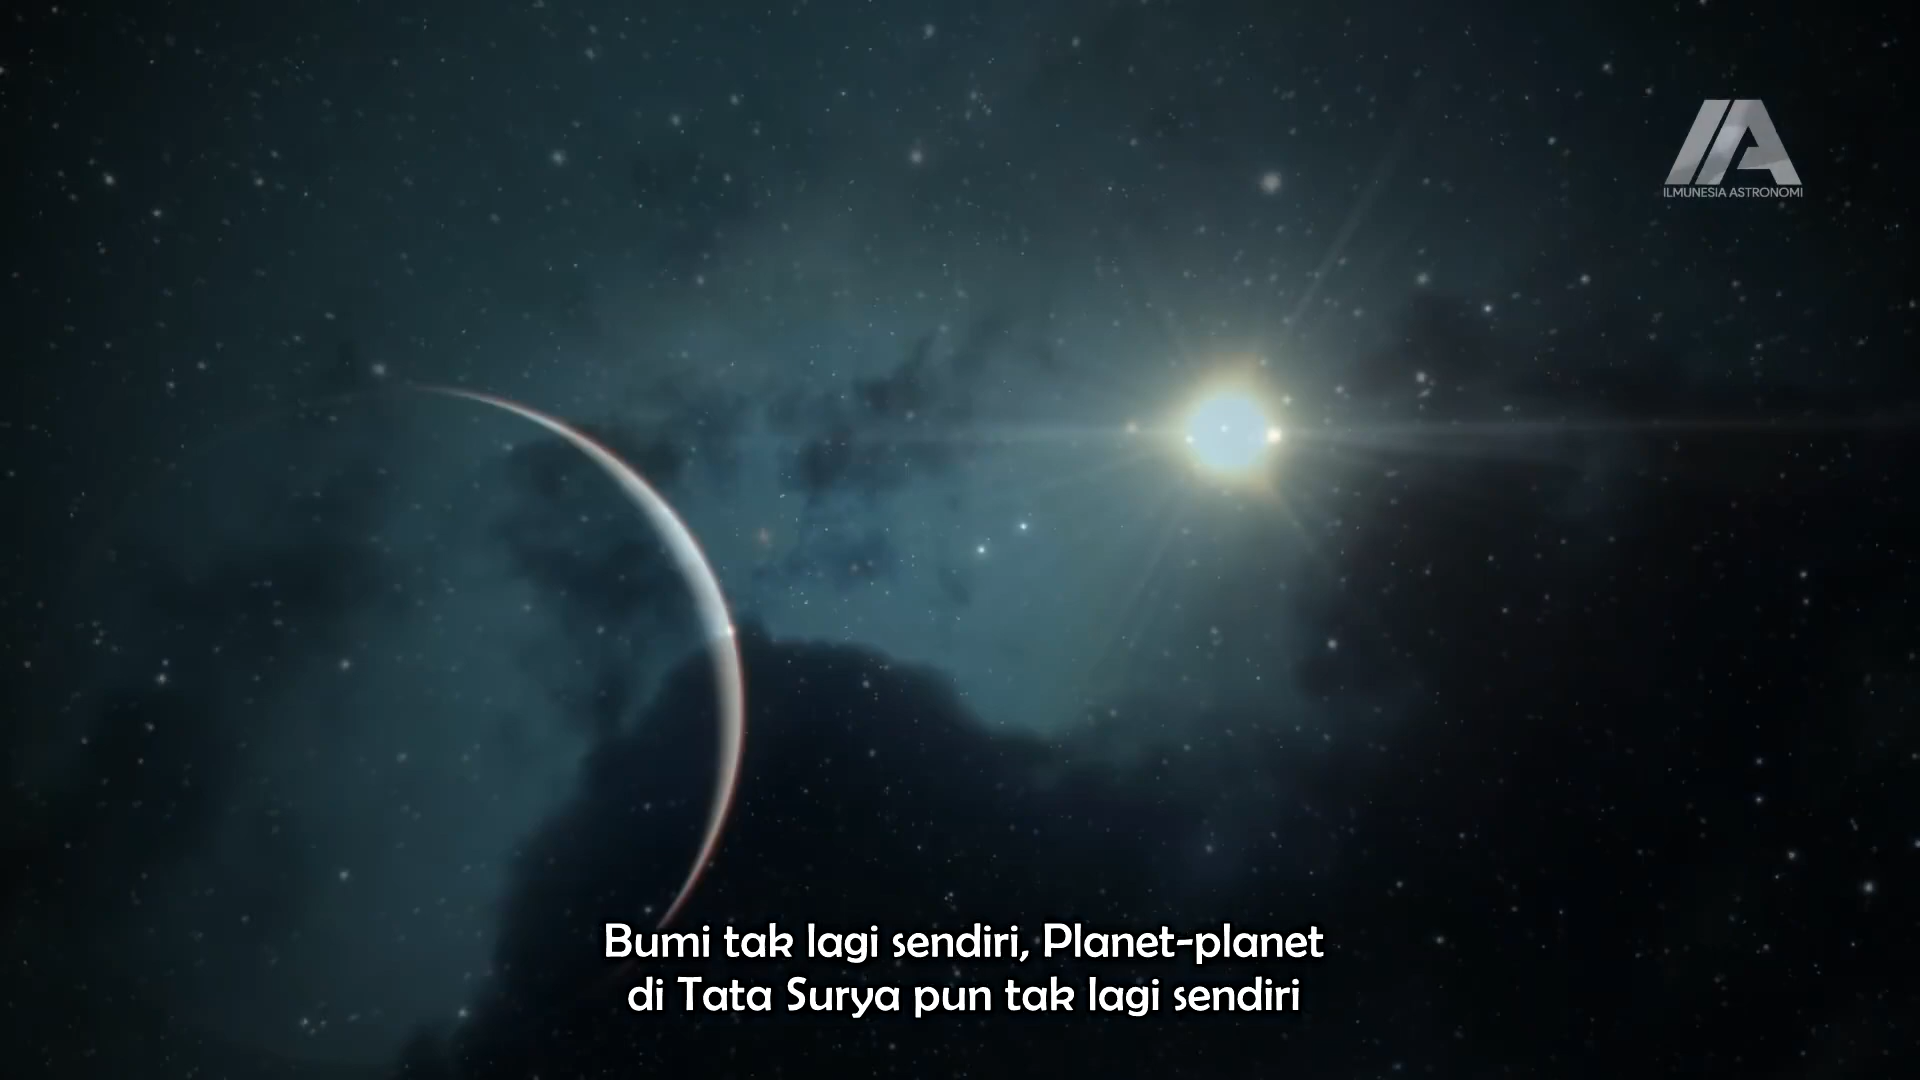 ILMUNESIA ASTRONOMI
Bumi tak lagi sendiri, Planet-planet
di Tata Surya pun tak lagi sendiri